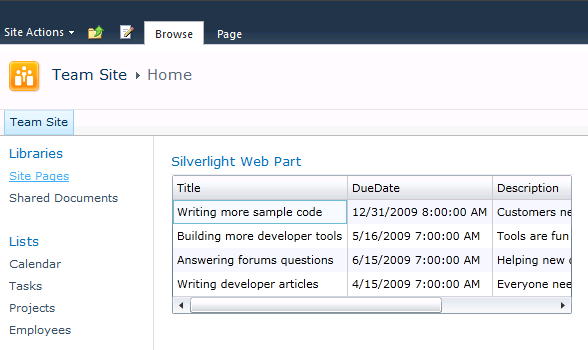 Site Actions Browse Page
Team Site Home
Team Site
Libraries
Site Pages
Shared Documents
Lists
Calendar
Tasks
Projects
Employees
Silverlight Web Part
Title DueDate Description
Writing more sample code 12/31/2009 8:00:00 AM Customers ne
Building more developer tools 5/16/2009 7:00:00 AM Tools are fun
Answering forums questions 6/15/2009 7:00:00 AM Helping new
Writing developer articles 4/15/2009 7:00:00 AM Everyone nee